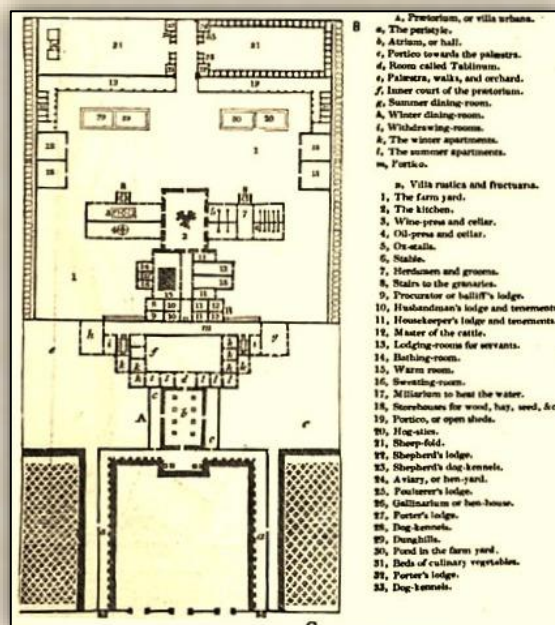 B
A, Prætorium, or villa urbana.
a, The peristyle.
b, Atrium, or hall.
c, Portico towards the palæstra.
d, Room called Tablinum.
e, Palæstra, walks, and orchard.
f, Inner court of the prætorium.
g, Summer dining-room.
h, Winter dining-room.
i, Withdrawing-rooms.
k, The winter apartments.
l, The summer apartments.
m, Portico.
B, Villa rustica and fructuaria.
1, The farm yard.
2, The kitchen.
3, Wine-press and cellar.
4, Oil-press and cellar.
5, Ox-stalls.
6, Stable.
7, Herdsmen and grooms.
8, Stairs to the granaries.
9, Procurator or bailiff's lodge.
10, Husbandman's lodge and tenements.
11, Housekeeper's lodge and tenements.
12, Master of the cattle.
13, Lodging-rooms for servants.
14, Bathing-room.
15, Warm room.
16, Sweating-room.
17, Miliarium to heat the water.
18, Storehouses for wood, hay, seed, &c.
19, Portico, or open sheds.
20, Hog-sties.
21, Sheep-fold.
22, Shepherd's lodge.
23, Shepherd's dog-kennels.
24, Aviary, or hen-yard.
25, Poulterer's lodge.
26, Gallinarium or hen-house.
27, Porter's lodge.
28, Dog-kennels.
29, Dunghills.
30, Pond in the farm yard.
31, Beds of culinary vegetables.
32, Porter's lodge.
33, Dog-kennels.